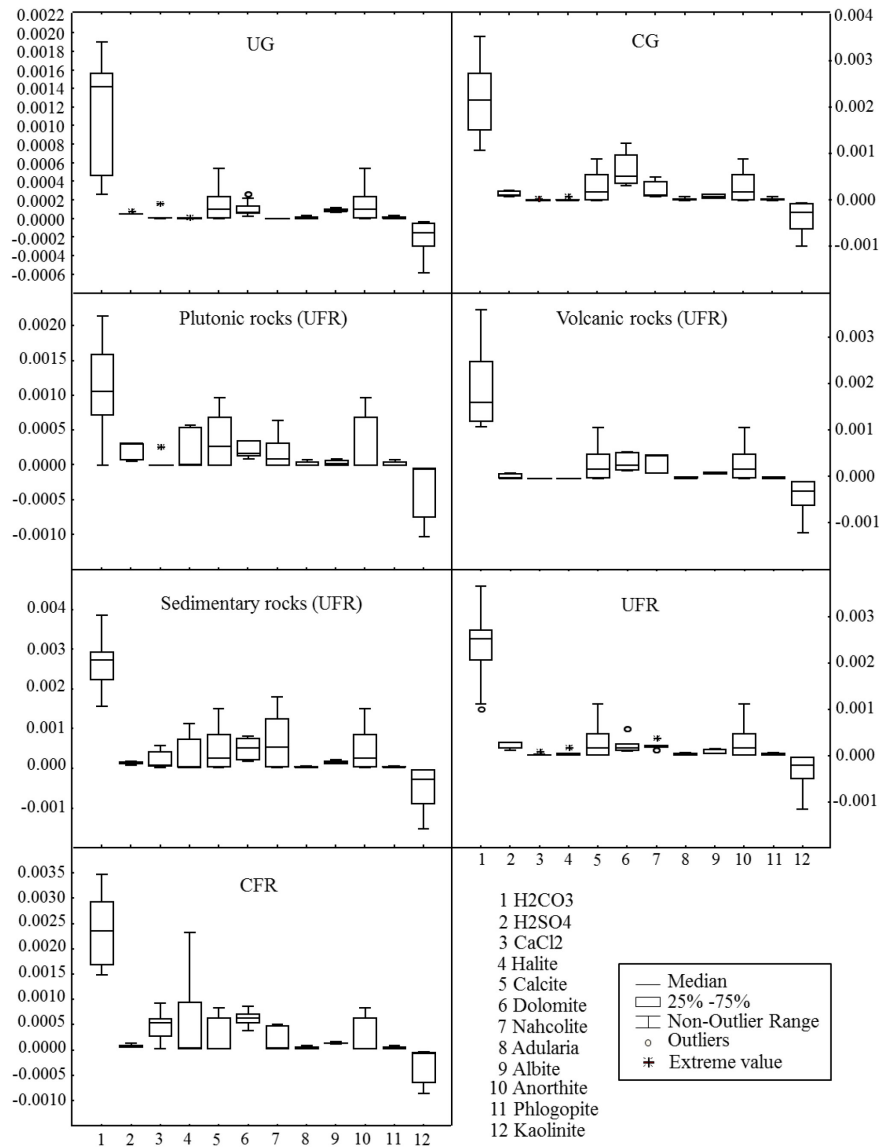 UG
0.0022
0.0020
0.0018
0.0016
0.0014
0.0012
0.0010
0.0008
0.0006
0.0004
0.0002
0.0000
-0.0002
-0.0004
-0.0006
CG
0.004
0.003
0.002
0.001
0.000
-0.001
Plutonic rocks (UFR)
0.0020
0.0015
0.0010
0.0005
0.0000
-0.0005
-0.0010
Volcanic rocks (UFR)
0.003
0.002
0.001
0.000
-0.001
Sedimentary rocks (UFR)
0.004
0.003
0.002
0.001
0.000
-0.001
UFR
0.003
0.002
0.001
0.000
-0.001
1 2 3 4 5 6 7 8 9 10 11 12
CFR
0.0035
0.0030
0.0025
0.0020
0.0015
0.0010
0.0005
0.0000
-0.0005
-0.0010
1 2 3 4 5 6 7 8 9 10 11 12
1 H2CO3
2 H2SO4
3 CaCl2
4 Halite
5 Calcite
6 Dolomite
7 Nahcolite
8 Adularia
9 Albite
10 Anorthite
11 Phlogopite
12 Kaolinite
Median
25% -75%
Non-Outlier Range
Outliers
Extreme value